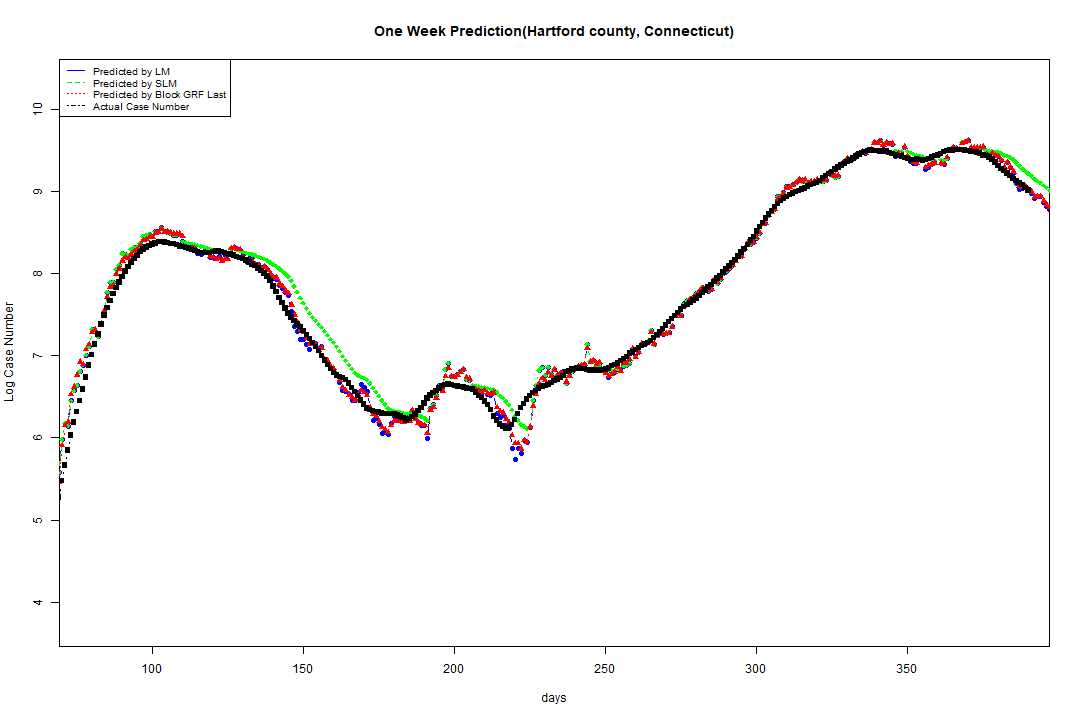 One Week Prediction(Hartford county, Connecticut)
Predicted by LM
Predicted by SLM
Predicted by Block GRF Last
Actual Case Number
10
9
8
7
6
5
4
Log Case Number
100 150 200 250 300 350
days